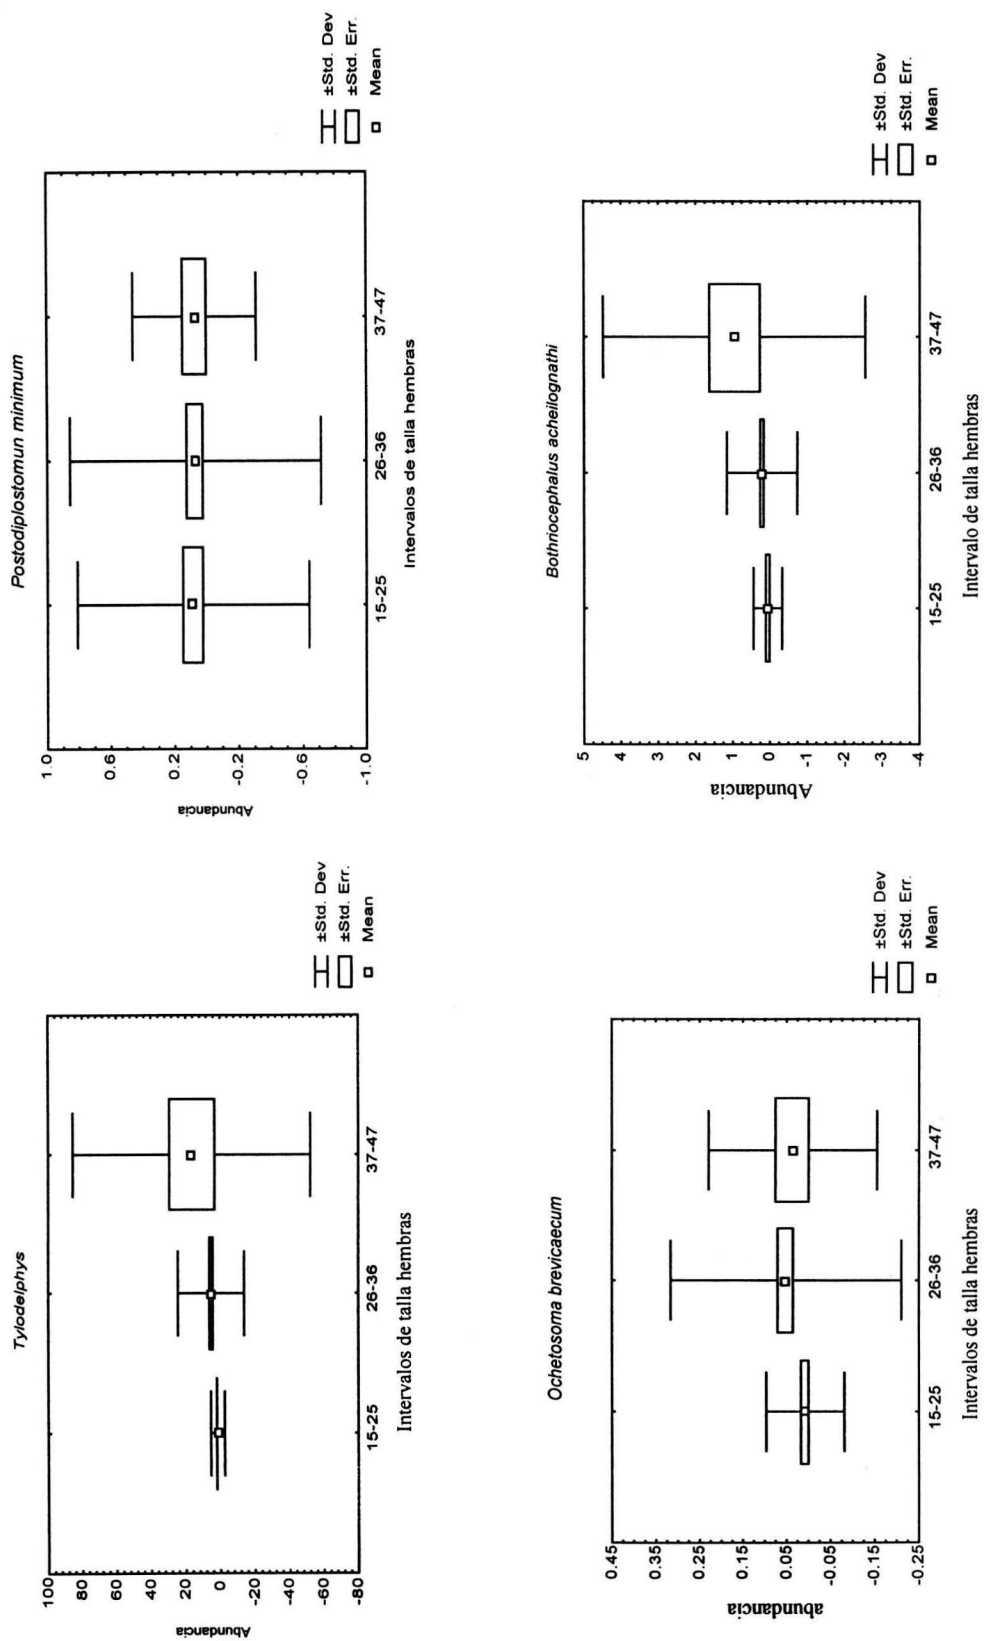 Tylodelphys
Abundancia
100
80
60
40
20
0
-20
-40
-60
-80
15-25
26-36
37-47
Intervalos de talla hembras
±Std. Dev
±Std. Err.
Mean
Postodiplostomun minimum
Abundancia
1.0
0.6
0.2
-0.2
-0.6
-1.0
15-25
26-36
37-47
Intervalos de talla hembras
±Std. Dev
±Std. Err.
Mean
Ochetosoma brevicaecum
abundancia
0.45
0.35
0.25
0.15
0.05
-0.05
-0.15
-0.25
15-25
26-36
37-47
Intervalos de talla hembras
±Std. Dev
±Std. Err.
Mean
Bothriocephalus acheilognathi
Abundancia
5
4
3
2
1
0
-1
-2
-3
-4
15-25
26-36
37-47
Intervalo de talla hembras
±Std. Dev
±Std. Err.
Mean